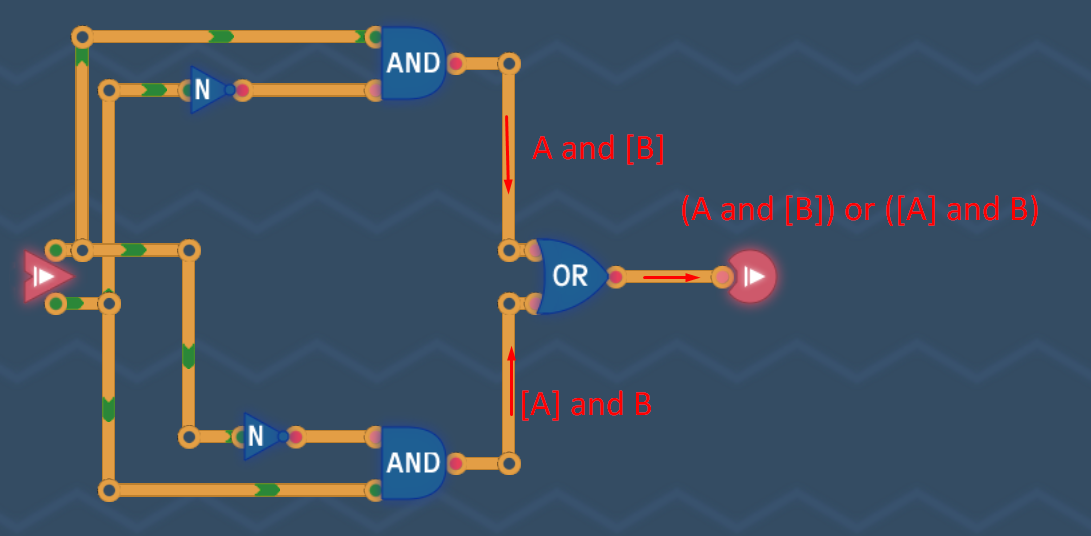 AND
N
A and [B]
(A and [B]) or ([A] and B)
OR
[A] and B
N
AND